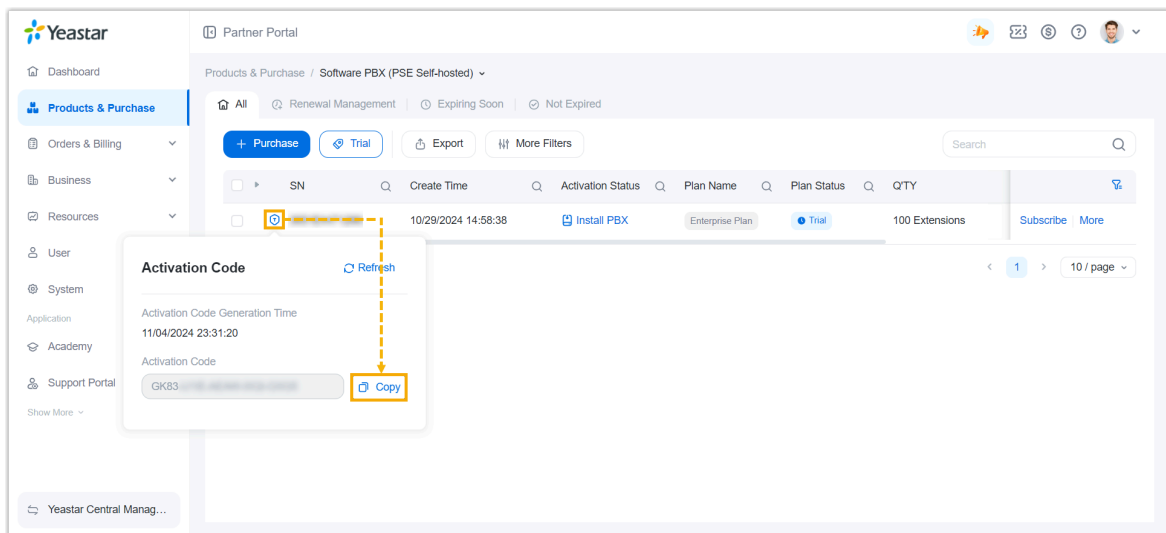 Yeastar
Partner Portal
Dashboard
Products & Purchase
Orders & Billing
Business
Resources
User
System
Application
Academy
Support Portal
Show More
Yeastar Central Manag...
Products & Purchase / Software PBX (PSE Self-hosted)
All
Renewal Management
Expiring Soon
Not Expired
+ Purchase
Trial
Export
More Filters
Search
SN
Create Time
Activation Status
Plan Name
Plan Status
Q'TY
10/29/2024 14:58:38
Install PBX
Enterprise Plan
Trial
100 Extensions
Subscribe
More
< 1 >
10 / page
Activation Code
Refresh
Activation Code Generation Time
11/04/2024 23:31:20
Activation Code
GK83
Copy